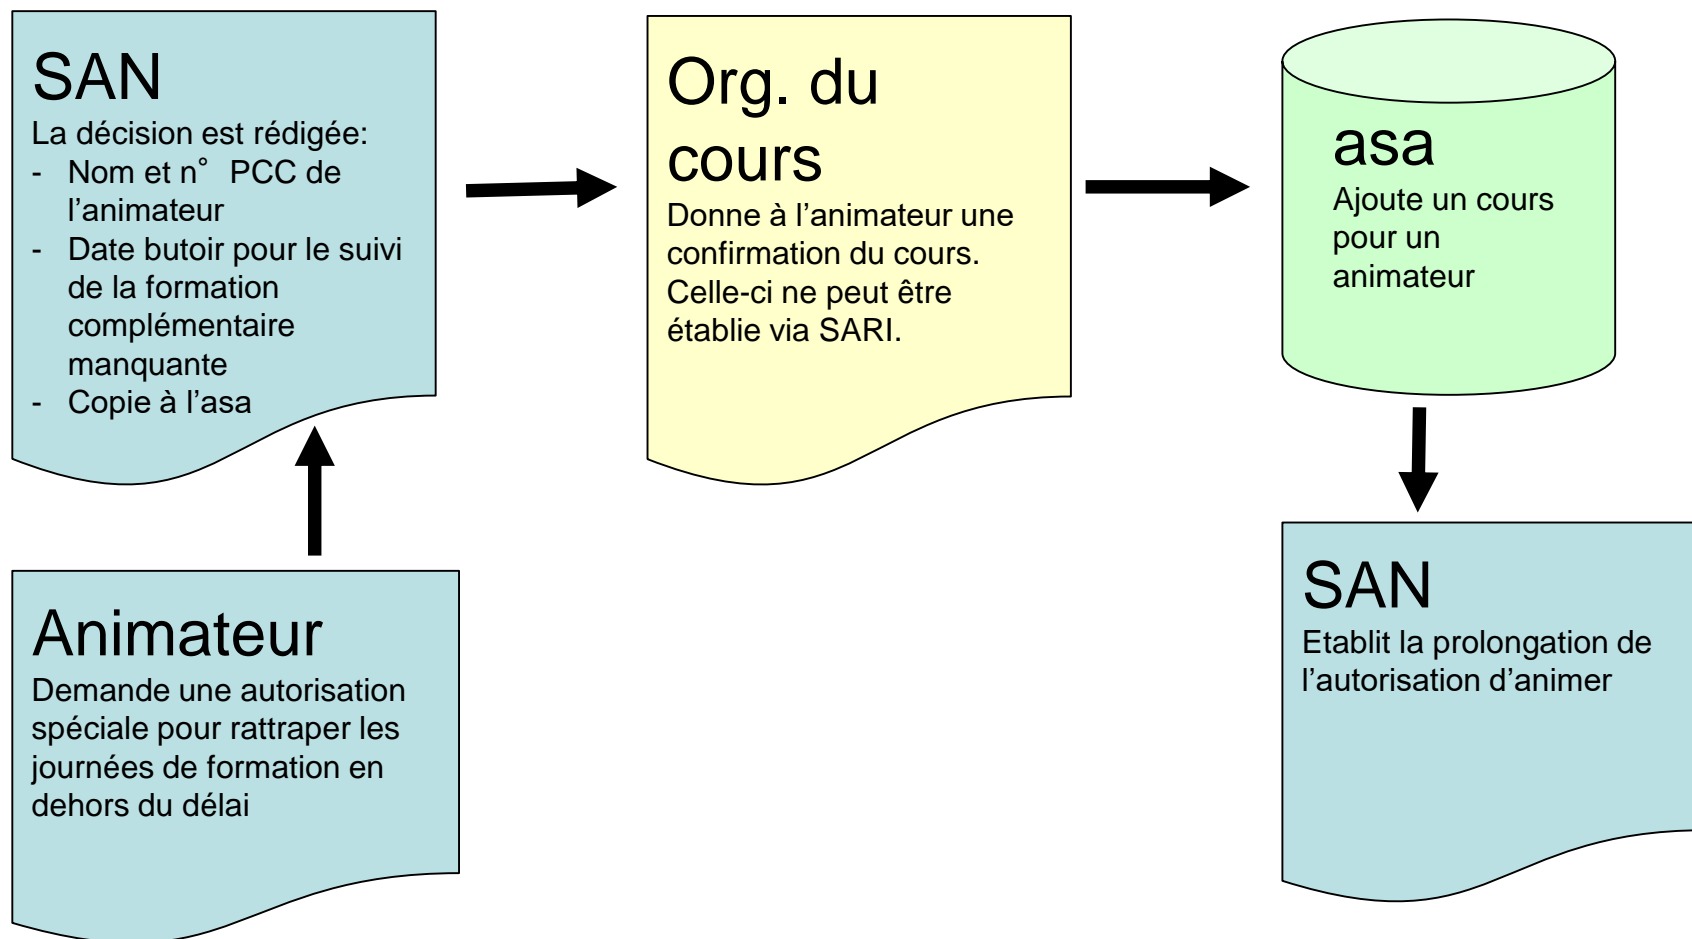 SAN
La décision est rédigée:
- Nom et n° PCC de
l’animateur
- Date butoir pour le suivi
de la formation
complémentaire
manquante
- Copie à l’asa
Org. du
cours
Donne à l’animateur une
confirmation du cours.
Celle-ci ne peut être
établie via SARI.
asa
Ajoute un cours
pour un
animateur
Animateur
Demande une autorisation
spéciale pour rattraper les
journées de formation en
dehors du délai
SAN
Etablit la prolongation de
l’autorisation d’animer